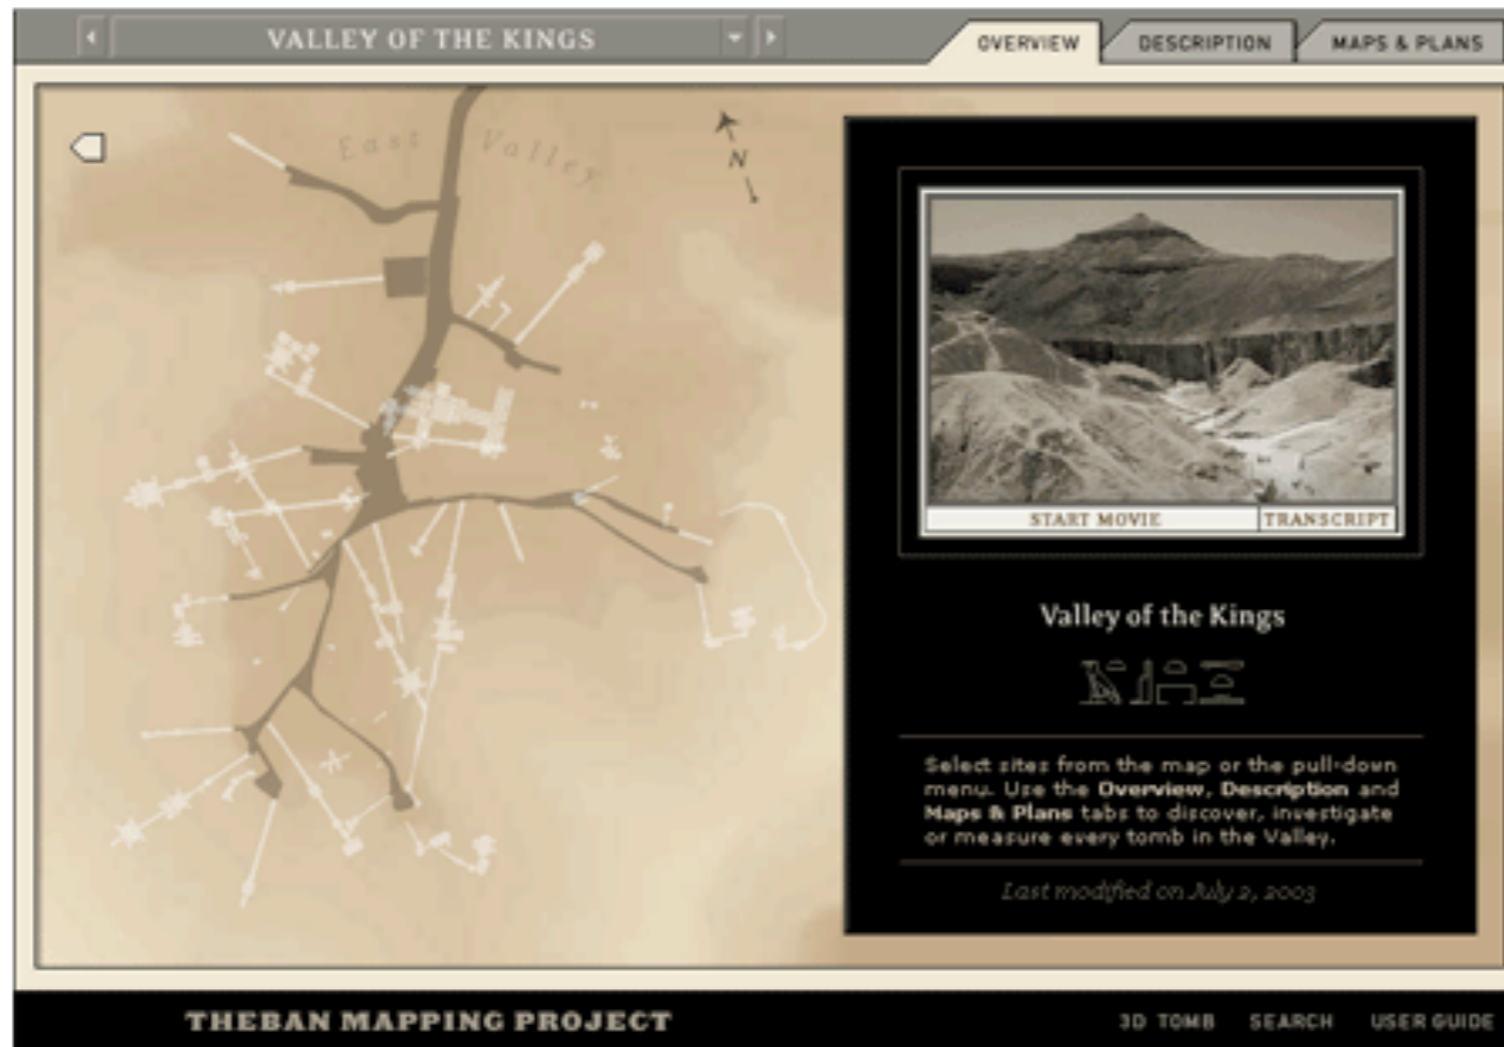 VALLEY OF THE KINGS
OVERVIEW
DESCRIPTION
MAPS & PLANS
East Valley
N
START MOVIE
TRANSCRIPT
Valley of the Kings
Select sites from the map or the pull-down
menu. Use the Overview, Description and
Maps & Plans tabs to discover, investigate
or measure every tomb in the Valley.
Last modified on July 2, 2003
THEBAN MAPPING PROJECT
3D TOMB
SEARCH
USER GUIDE